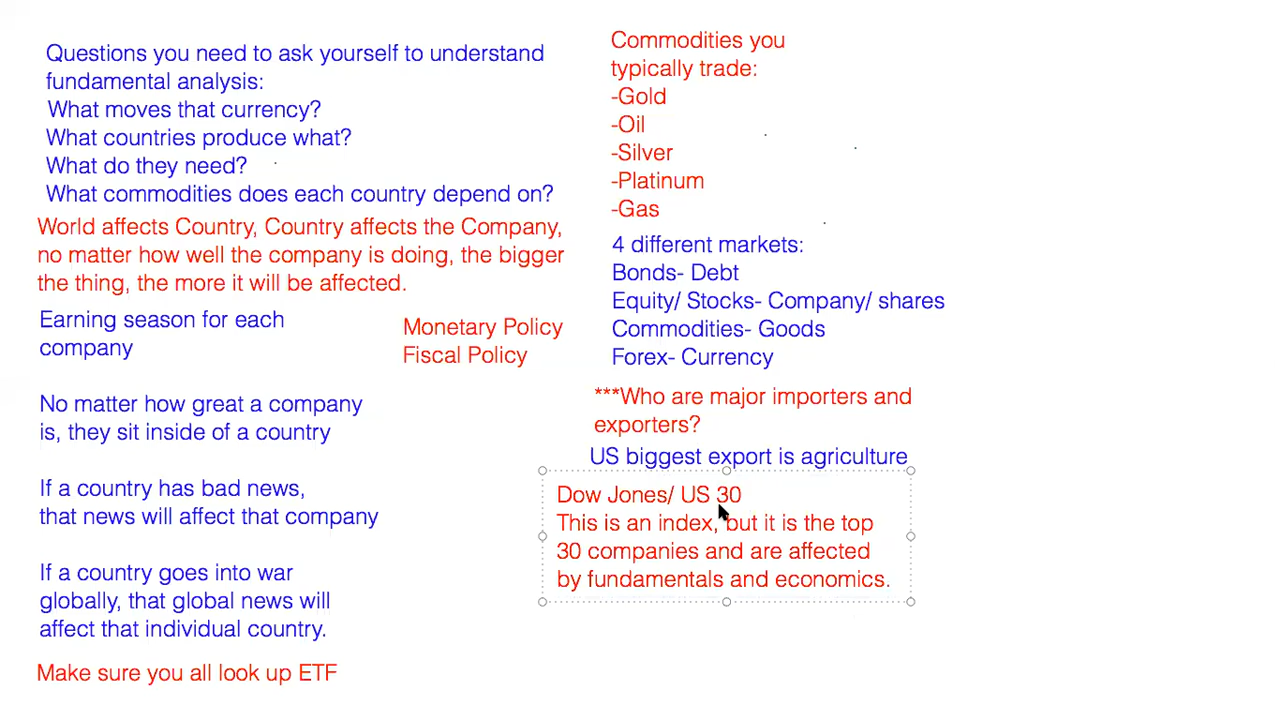 Questions you need to ask yourself to understand
fundamental analysis:
What moves that currency?
What countries produce what?
What do they need?
What commodities does each country depend on?
World affects Country, Country affects the Company,
no matter how well the company is doing, the bigger
the thing, the more it will be affected.
Earning season for each
company
Monetary Policy
Fiscal Policy
No matter how great a company
is, they sit inside of a country
If a country has bad news,
that news will affect that company
If a country goes into war
globally, that global news will
affect that individual country.
Make sure you all look up ETF
Commodities you
typically trade:
-Gold
-Oil
-Silver
-Platinum
-Gas
4 different markets:
Bonds- Debt
Equity/ Stocks- Company/ shares
Commodities- Goods
Forex- Currency
***Who are major importers and
exporters?
US biggest export is agriculture
Dow Jones/ US 30
This is an index, but it is the top
30 companies and are affected
by fundamentals and economics.